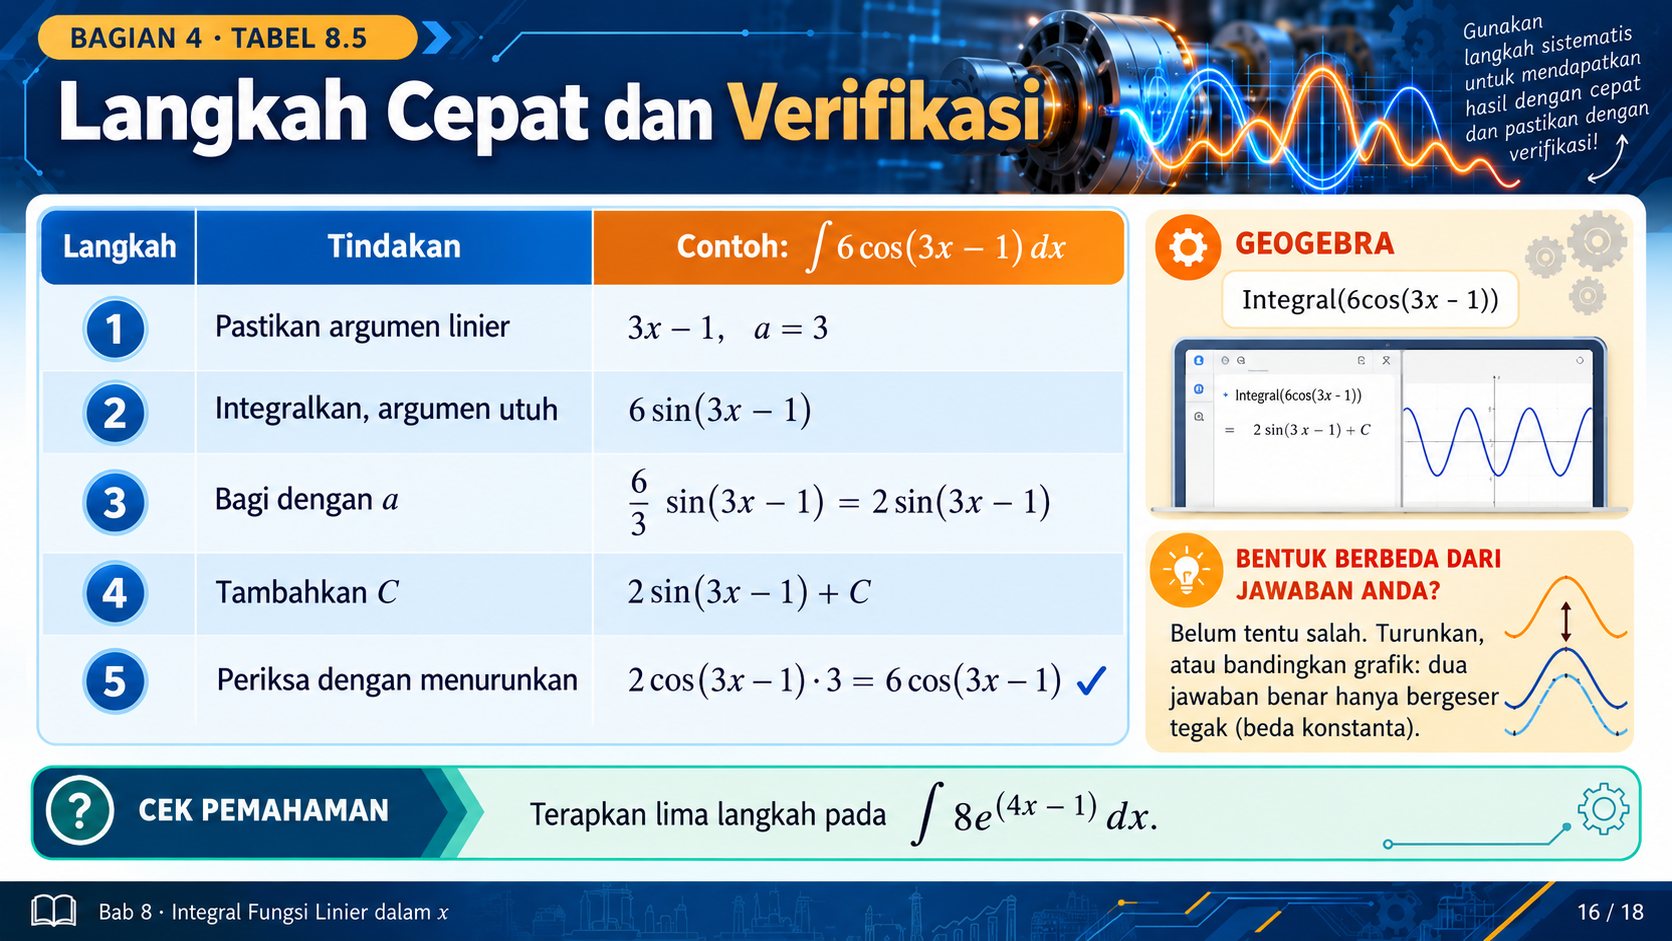 BAGIAN 4 · TABEL 8.5
Langkah Cepat dan Verifikasi
Gunakan
langkah sistematis
untuk mendapatkan
hasil dengan cepat
dan pastikan dengan
verifikasi!
Langkah Tindakan Contoh: ∫ 6 cos(3x − 1) dx
1 Pastikan argumen linier 3x − 1, a = 3
2 Integralkan, argumen utuh 6 sin(3x − 1)
3 Bagi dengan a 6/3 sin(3x − 1) = 2 sin(3x − 1)
4 Tambahkan C 2 sin(3x − 1) + C
5 Periksa dengan menurunkan 2 cos(3x − 1) · 3 = 6 cos(3x − 1) ✓
GEOGEBRA
Integral(6cos(3x – 1))
Integral(6cos(3x - 1))
= 2 sin(3 x − 1) + C
BENTUK BERBEDA DARI
JAWABAN ANDA?
Belum tentu salah. Turunkan,
atau bandingkan grafik: dua
jawaban benar hanya bergeser
tegak (beda konstanta).
? CEK PEMAHAMAN Terapkan lima langkah pada ∫ 8e^(4x − 1) dx.
Bab 8 · Integral Fungsi Linier dalam x 16 / 18